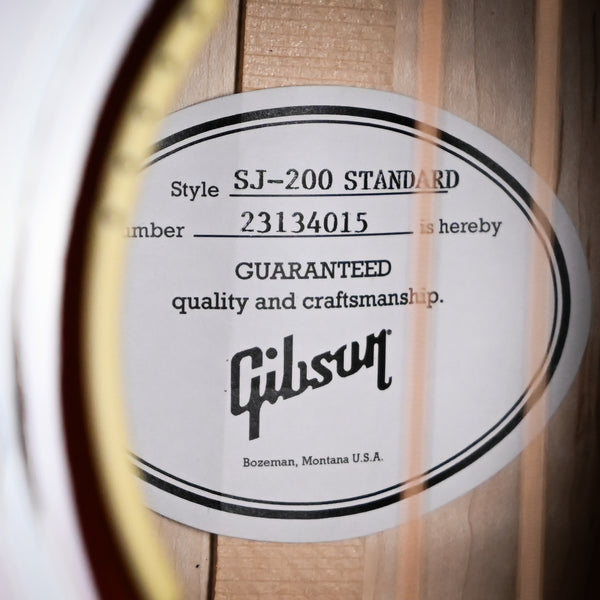 Style SJ-200 STANDARD
umber 23134015 is hereby
GUARANTEED
quality and craftsmanship.
Gibson
Bozeman, Montana U.S.A.